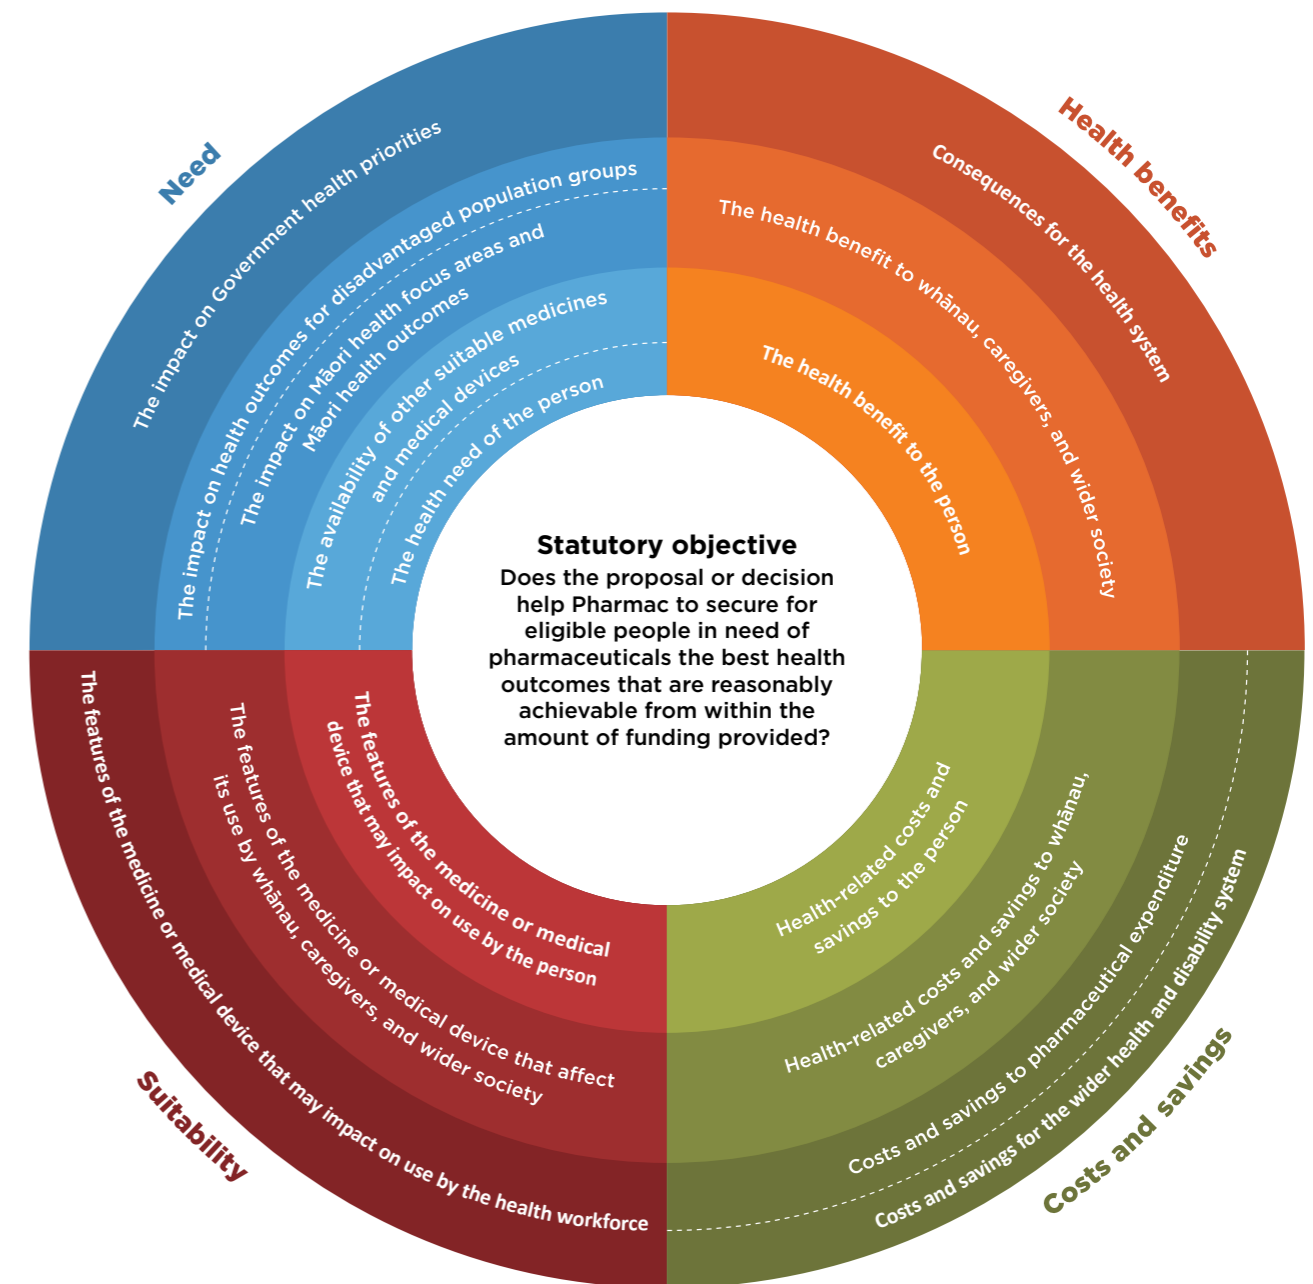 Need
The impact on Government health priorities
The impact on health outcomes for disadvantaged population groups
The impact on Māori health focus areas and
Māori health outcomes
The availability of other suitable medicines
and medical devices
The health need of the person
Health benefits
Consequences for the health system
The health benefit to whānau, caregivers, and wider society
The health benefit to the person
Statutory objective
Does the proposal or decision
help Pharmac to secure for
eligible people in need of
pharmaceuticals the best health
outcomes that are reasonably
achievable from within the
amount of funding provided?
Suitability
The features of the medicine or medical device that may impact on use by the health workforce
The features of the medicine or medical device that affect
its use by whānau, caregivers, and wider society
The features of the medicine or medical
device that may impact on use by the person
Health-related costs and
savings to the person
Health-related costs and savings to whānau,
caregivers, and wider society
Costs and savings to pharmaceutical expenditure
Costs and savings for the wider health and disability system
Costs and savings